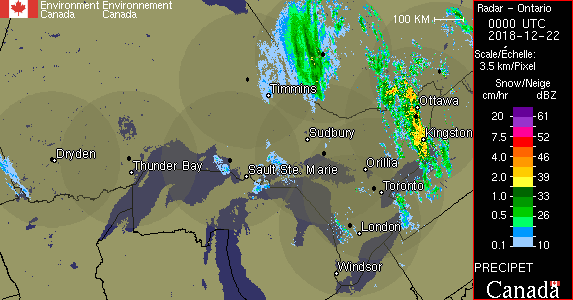 Environment Environnement
Canada Canada
100 KM
Timmins
Ottawa
Sudbury
Kingston
Dryden
Thunder Bay
Sault Ste. Marie
Orillia
Toronto
London
Windsor
Radar - Ontario
0000 UTC
2018-12-22
Scale/Échelle:
3.5 km/Pixel
Snow/Neige
cm/hr dBZ
20 61
7.5 52
4.0 46
2.0 39
1.0 33
0.5 26
0.1 10
PRECIPET
Canada